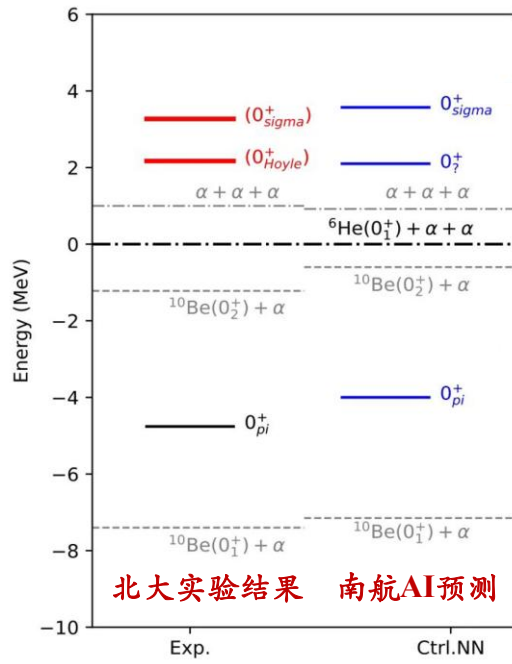 6
4
2
0
−2
−4
−6
−8
−10
Energy (MeV)
(0⁺sigma)
(0⁺Hoyle)
α + α + α
¹⁰Be(0⁺₂) + α
0⁺pi
¹⁰Be(0⁺₁) + α
北大实验结果
Exp.
0⁺sigma
0⁺?
α + α + α
⁶He(0⁺₁) + α + α
¹⁰Be(0⁺₂) + α
0⁺pi
¹⁰Be(0⁺₁) + α
南航AI预测
Ctrl.NN